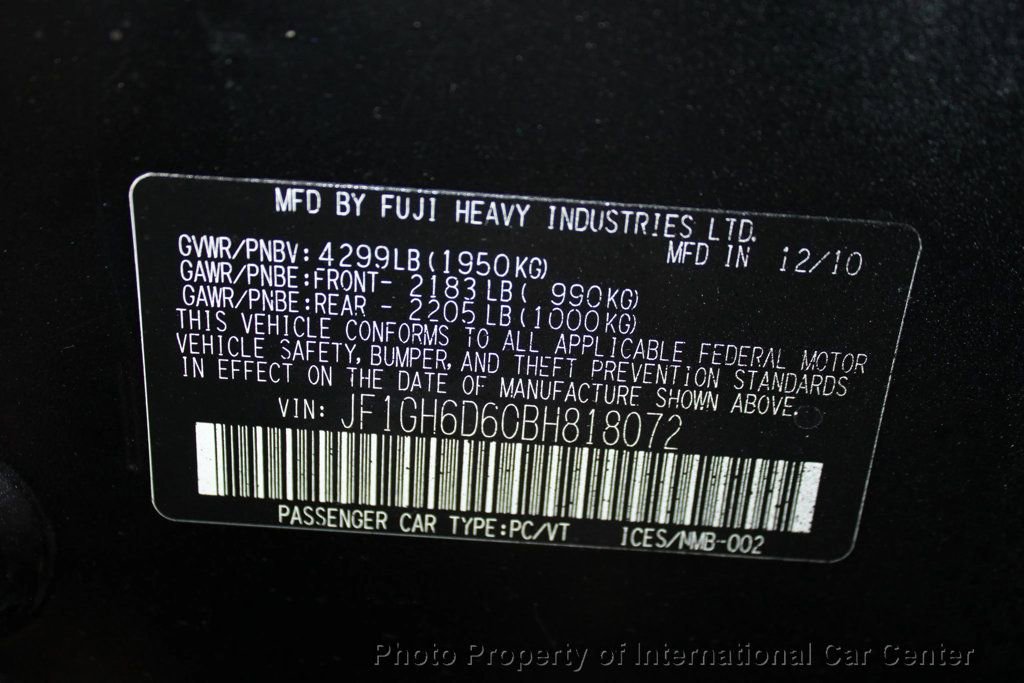 MFD BY FUJI HEAVY INDUSTRIES LTD.
MFD IN 12/10
GVWR/PNBV: 4299LB(1950KG)
GAWR/PNBE:FRONT- 2183LB( 990KG)
GAWR/PNBE:REAR - 2205LB(1000KG)
THIS VEHICLE CONFORMS TO ALL APPLICABLE FEDERAL MOTOR
VEHICLE SAFETY, BUMPER, AND THEFT PREVENTION STANDARDS
IN EFFECT ON THE DATE OF MANUFACTURE SHOWN ABOVE.
VIN: JF1GH6D60BH818072
PASSENGER CAR TYPE:PC/VT ICES/NMB-002
Photo Property of International Car Center